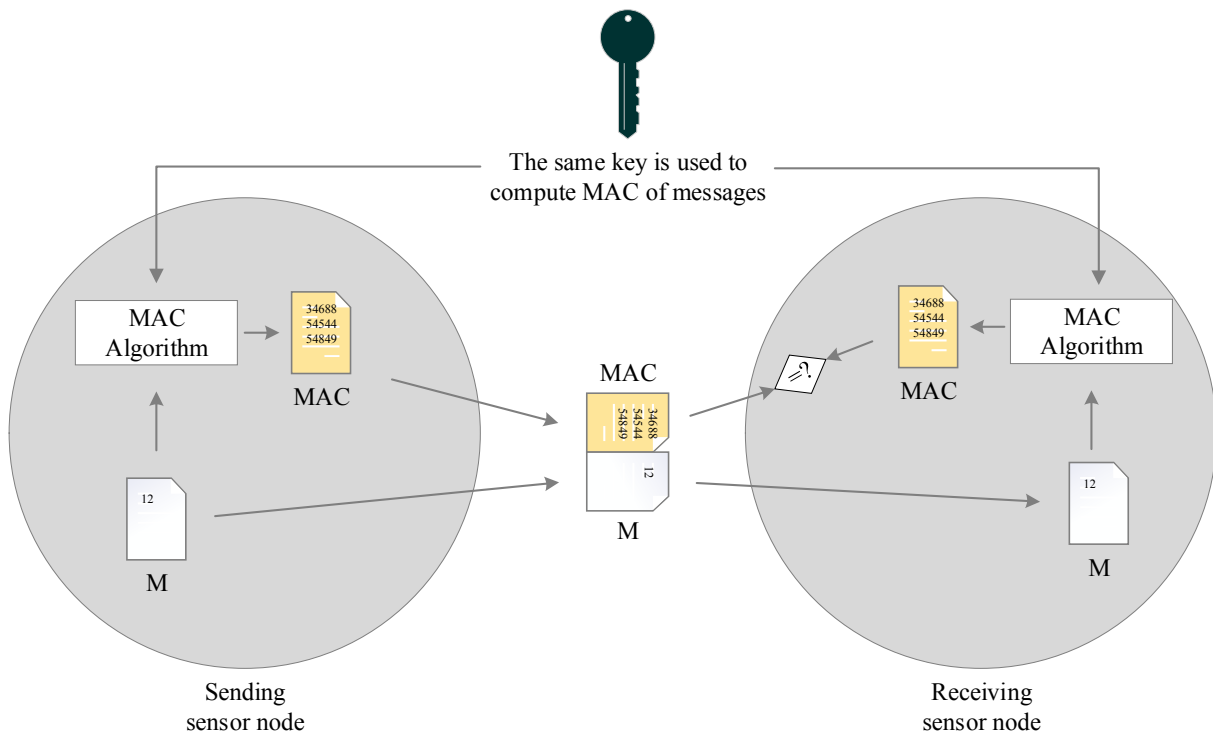 The same key is used to
compute MAC of messages
MAC
Algorithm
34688
54544
54849
MAC
12
M
MAC
34688
54544
54849
12
M
=?
34688
54544
54849
MAC
MAC
Algorithm
12
M
Sending
sensor node
Receiving
sensor node